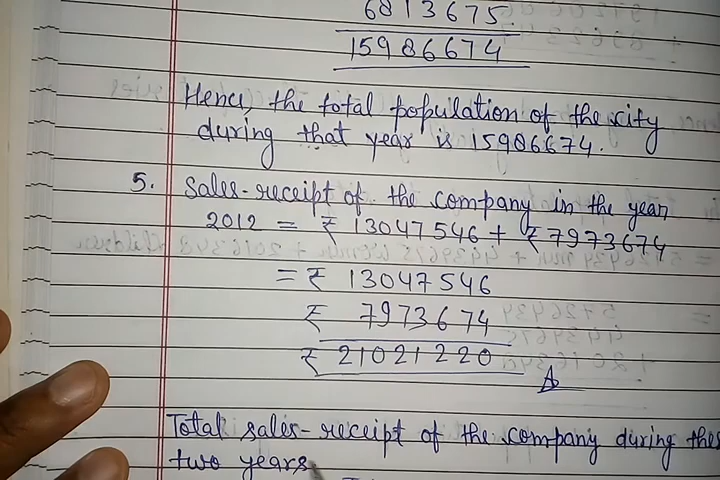 6813675
15986674
Hence, the total population of the city
during that year is 15986674.
5. Sales-receipt of the company in the year
2012 = ₹ 13047546 + ₹ 7973674
= ₹ 13047546
₹ 7973674
₹ 21021220
Total sales-receipt of the company during these
two years